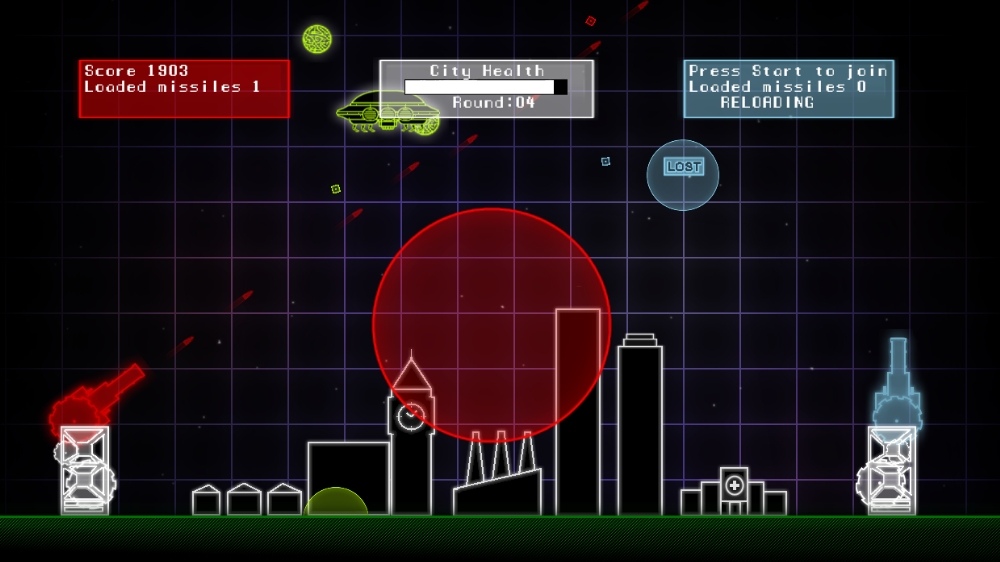 Score 1903
Loaded missiles 1
City Health
Round:04
Press Start to join
Loaded missiles 0
RELOADING
LOST